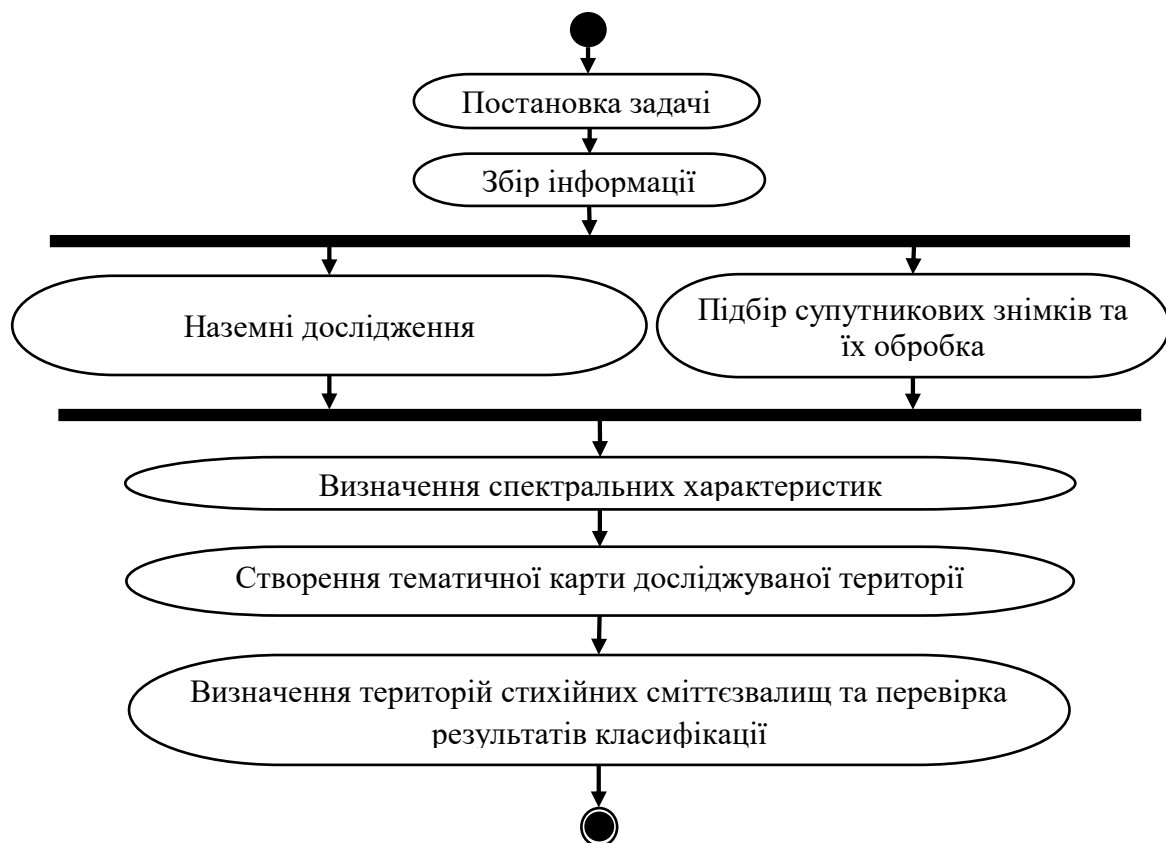 Постановка задачі
Збір інформації
Наземні дослідження
Підбір супутникових знімків та
їх обробка
Визначення спектральних характеристик
Створення тематичної карти досліджуваної території
Визначення територій стихійних сміттєзвалищ та перевірка
результатів класифікації